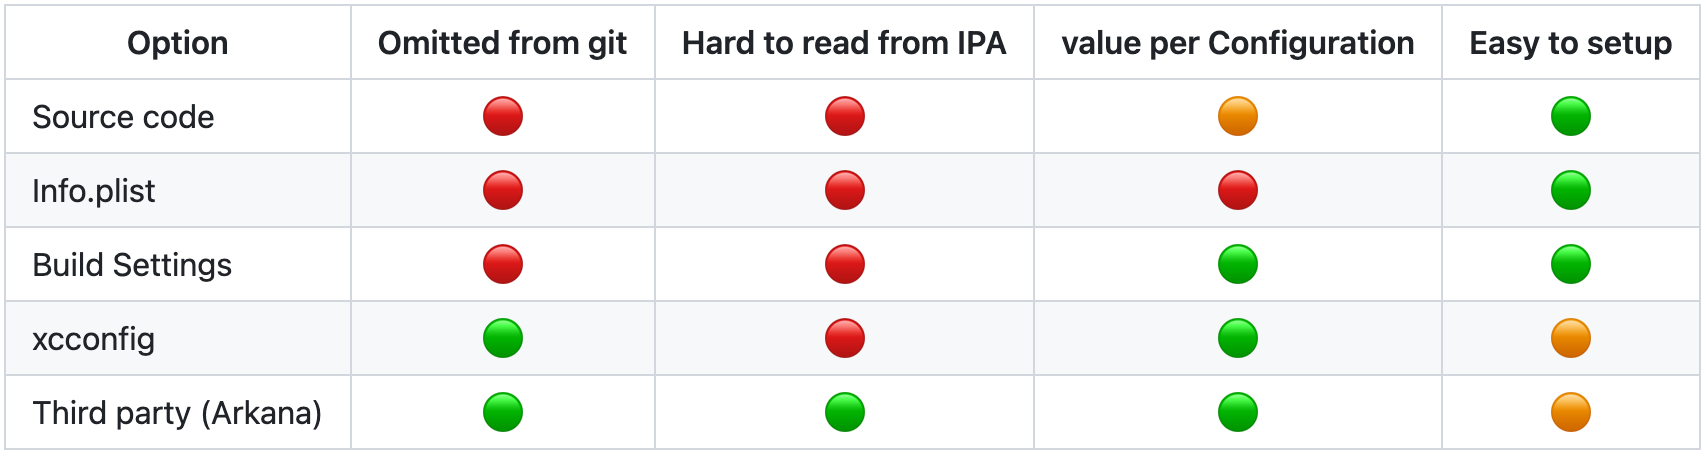 Option Omitted from git Hard to read from IPA value per Configuration Easy to setup
Source code
Info.plist
Build Settings
xcconfig
Third party (Arkana)